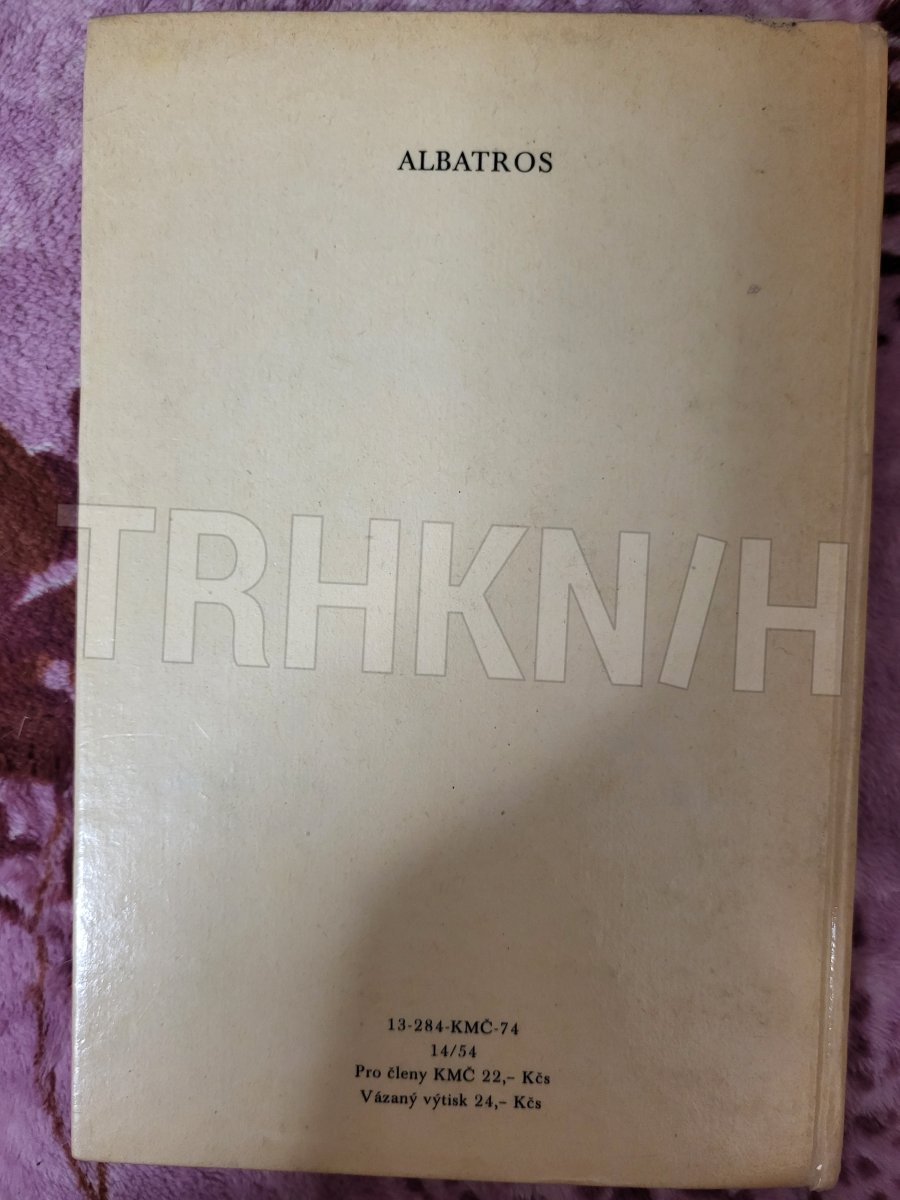 ALBATROS
TRHKNIH
13-284-KMČ-74
14/54
Pro členy KMČ 22,– Kčs
Vázaný výtisk 24,– Kčs